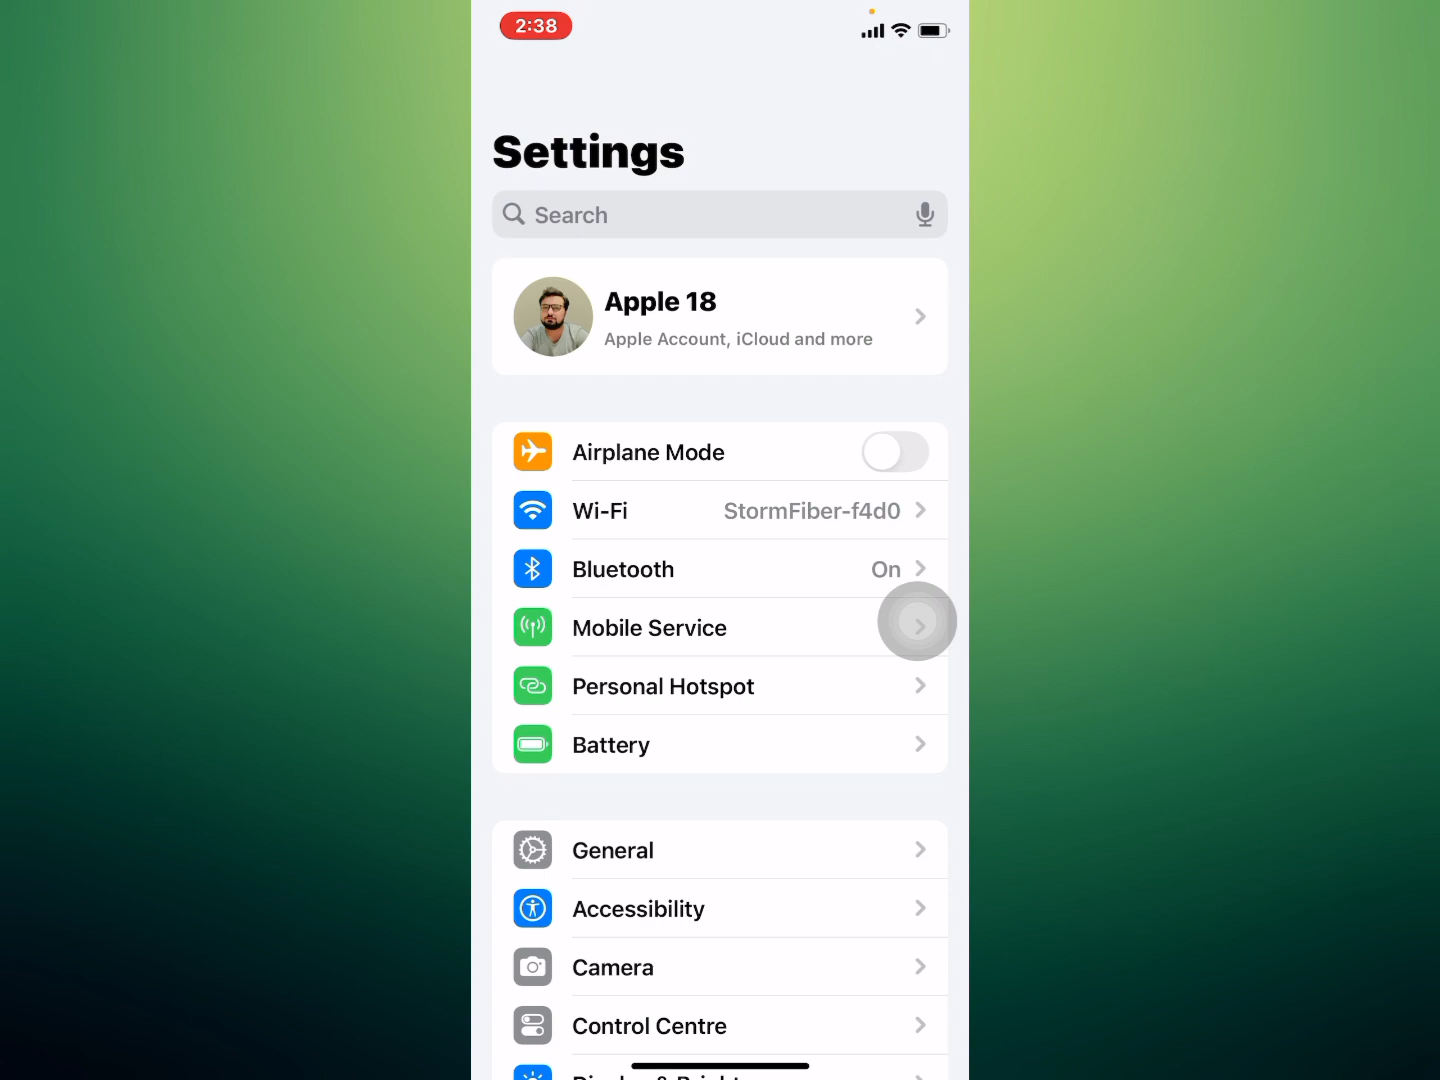 2:38
Settings
Search
Apple 18
Apple Account, iCloud and more
Airplane Mode
Wi-Fi StormFiber-f4d0
Bluetooth On
Mobile Service
Personal Hotspot
Battery
General
Accessibility
Camera
Control Centre